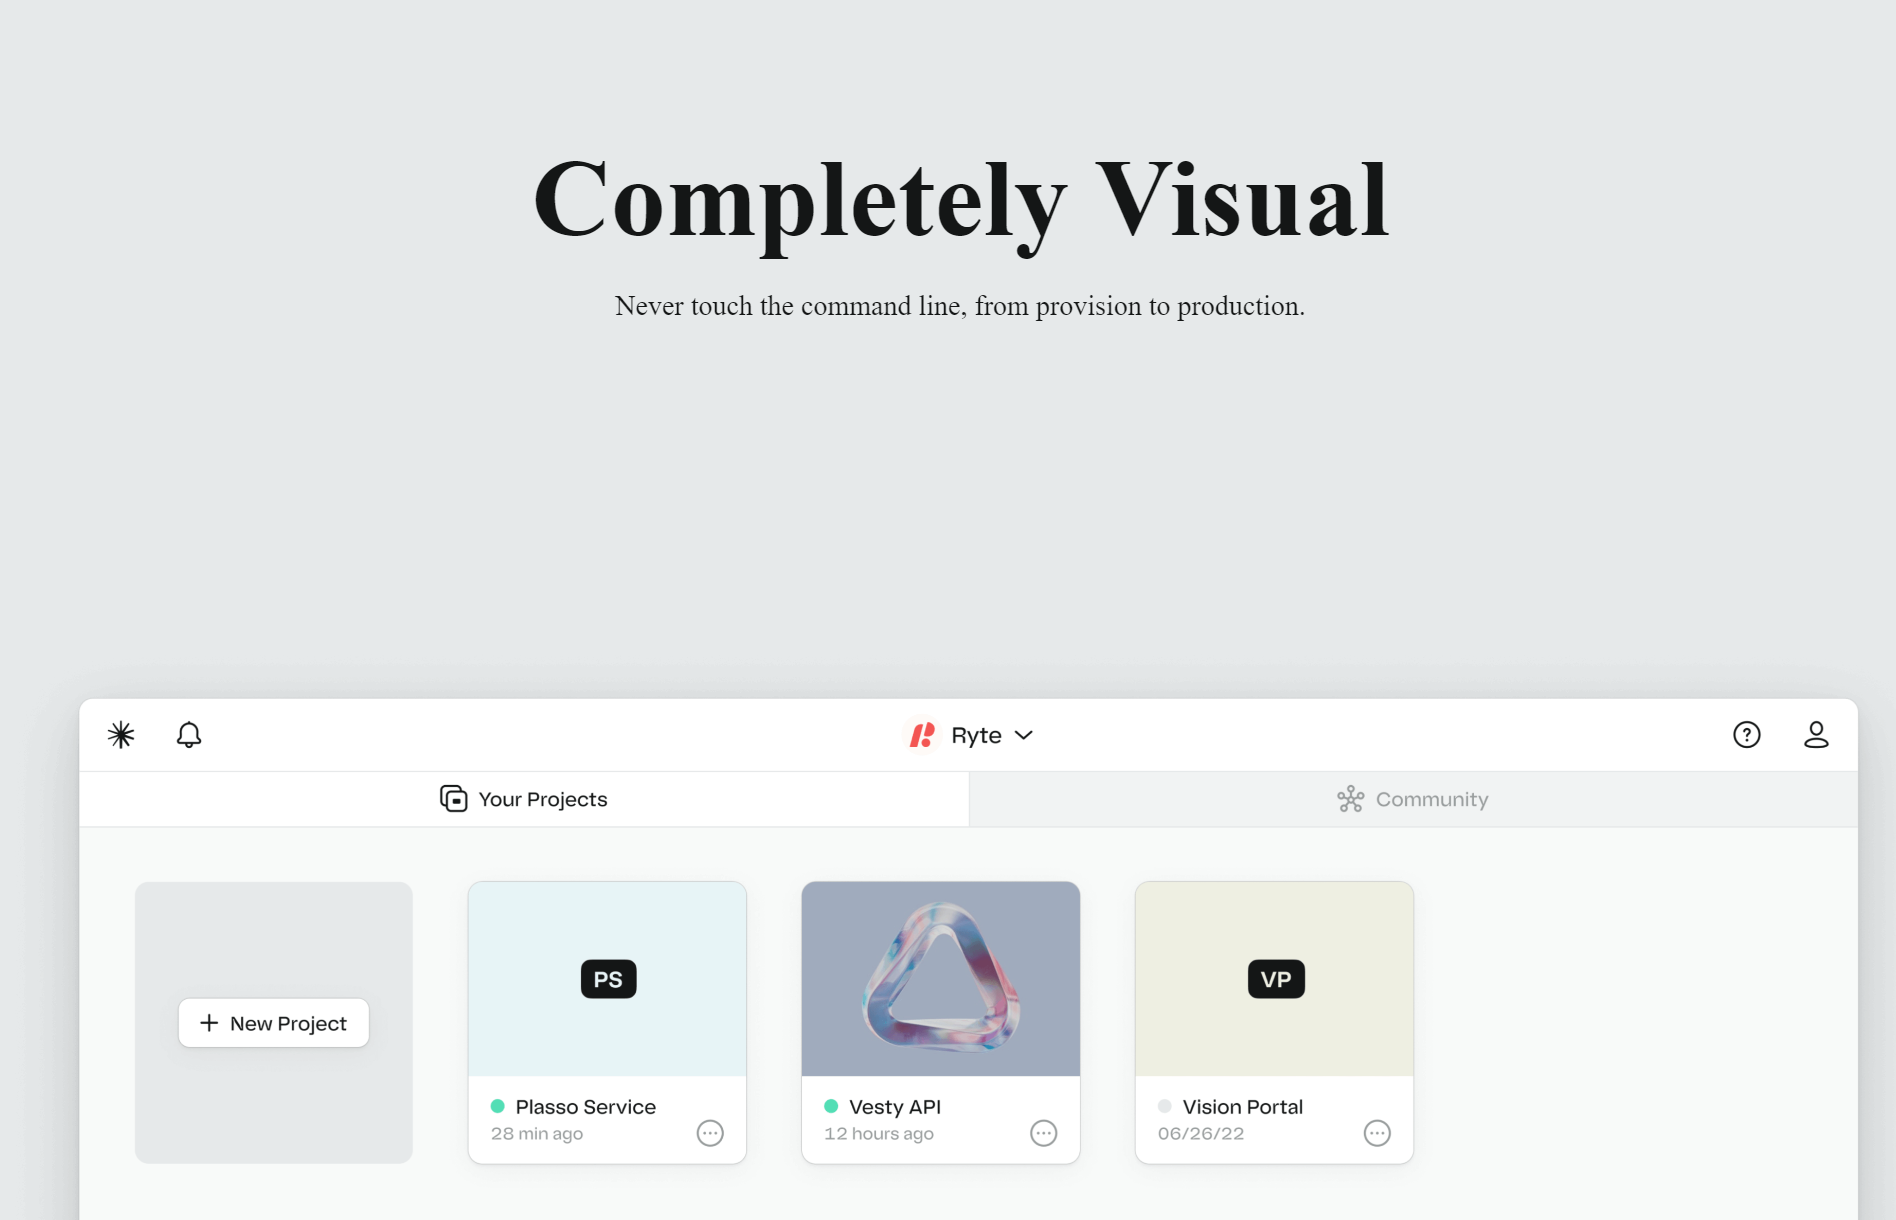 Completely Visual
Never touch the command line, from provision to production.
Ryte
?
Your Projects
Community
New Project
PS
VP
Plasso Service
28 min ago
Vesty API
12 hours ago
Vision Portal
06/26/22